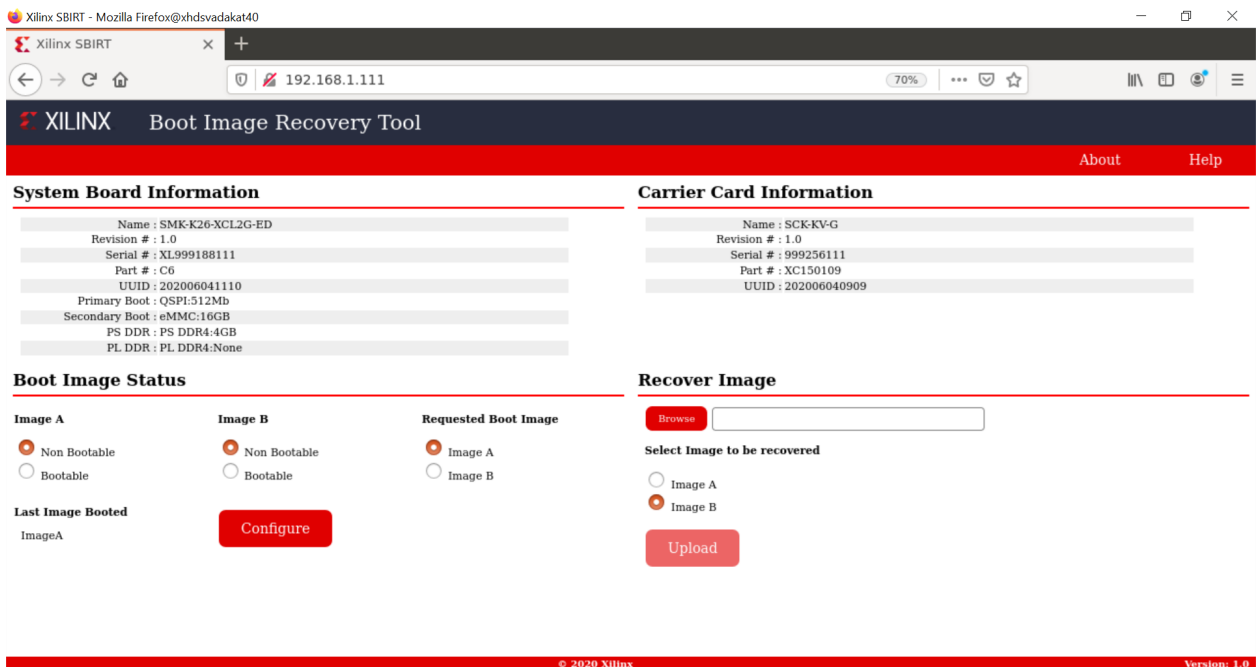 Xilinx SBIRT - Mozilla Firefox@xhdsvadakat40
Xilinx SBIRT
192.168.1.111
70%
XILINX
Boot Image Recovery Tool
About
Help
System Board Information
Name : SMK-K26-XCL2G-ED
Revision # : 1.0
Serial # : XL999188111
Part # : C6
UUID : 202006041110
Primary Boot : QSPI:512Mb
Secondary Boot : eMMC:16GB
PS DDR : PS DDR4:4GB
PL DDR : PL DDR4:None
Carrier Card Information
Name : SCK-KV-G
Revision # : 1.0
Serial # : 999256111
Part # : XC150109
UUID : 202006040909
Boot Image Status
Image A
Non Bootable
Bootable
Image B
Non Bootable
Bootable
Requested Boot Image
Image A
Image B
Last Image Booted
ImageA
Configure
Recover Image
Browse
Select Image to be recovered
Image A
Image B
Upload
© 2020 Xilinx
Version: 1.0